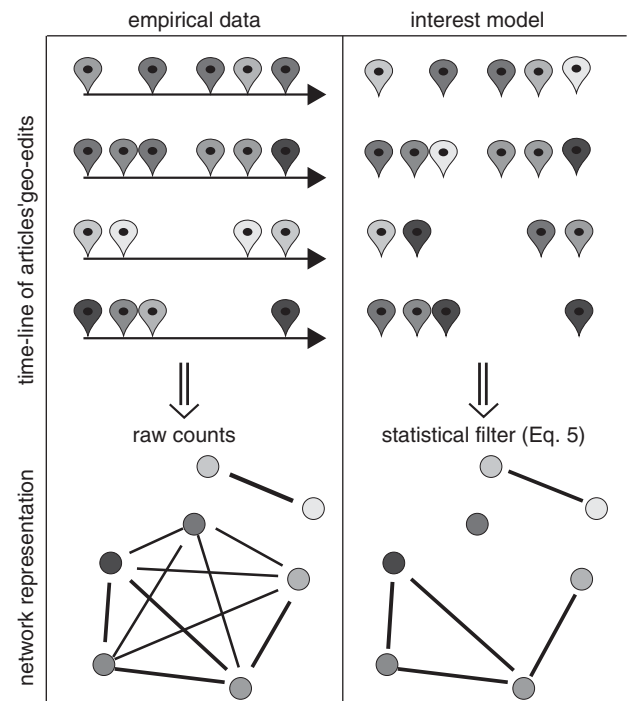 empirical data
interest model
time-line of articles'geo-edits
raw counts
statistical filter (Eq. 5)
network representation